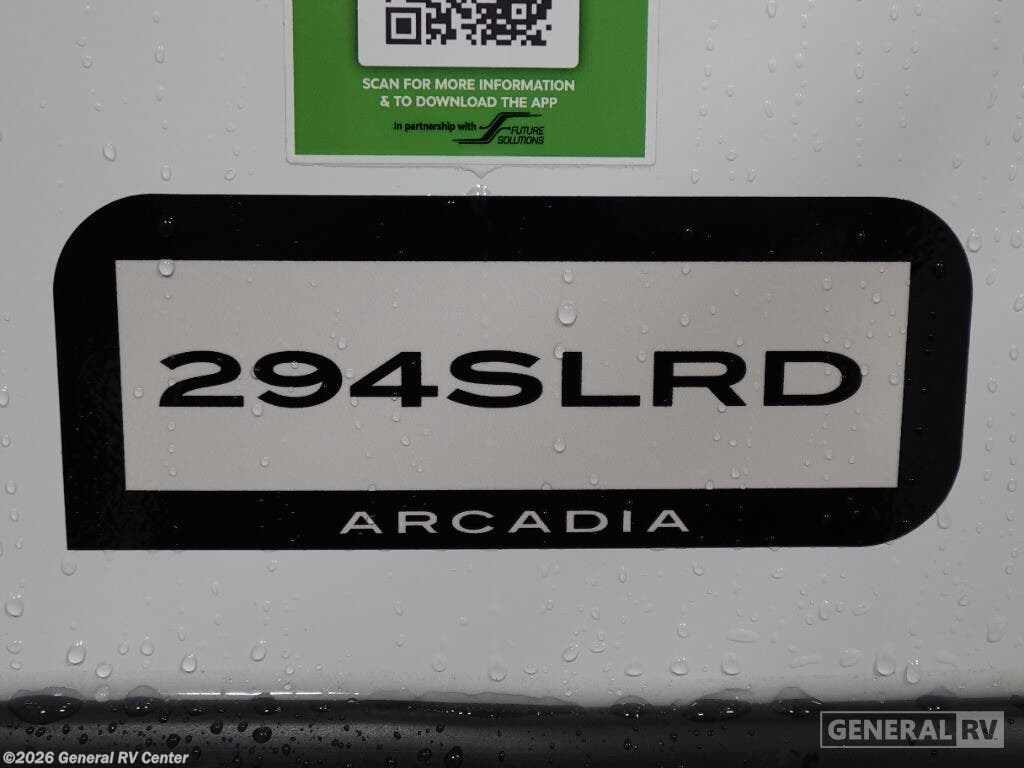 SCAN FOR MORE INFORMATION
& TO DOWNLOAD THE APP
in partnership with FUTURE
SOLUTIONS
294SLRD
ARCADIA
GENERAL RV
©2026 General RV Center